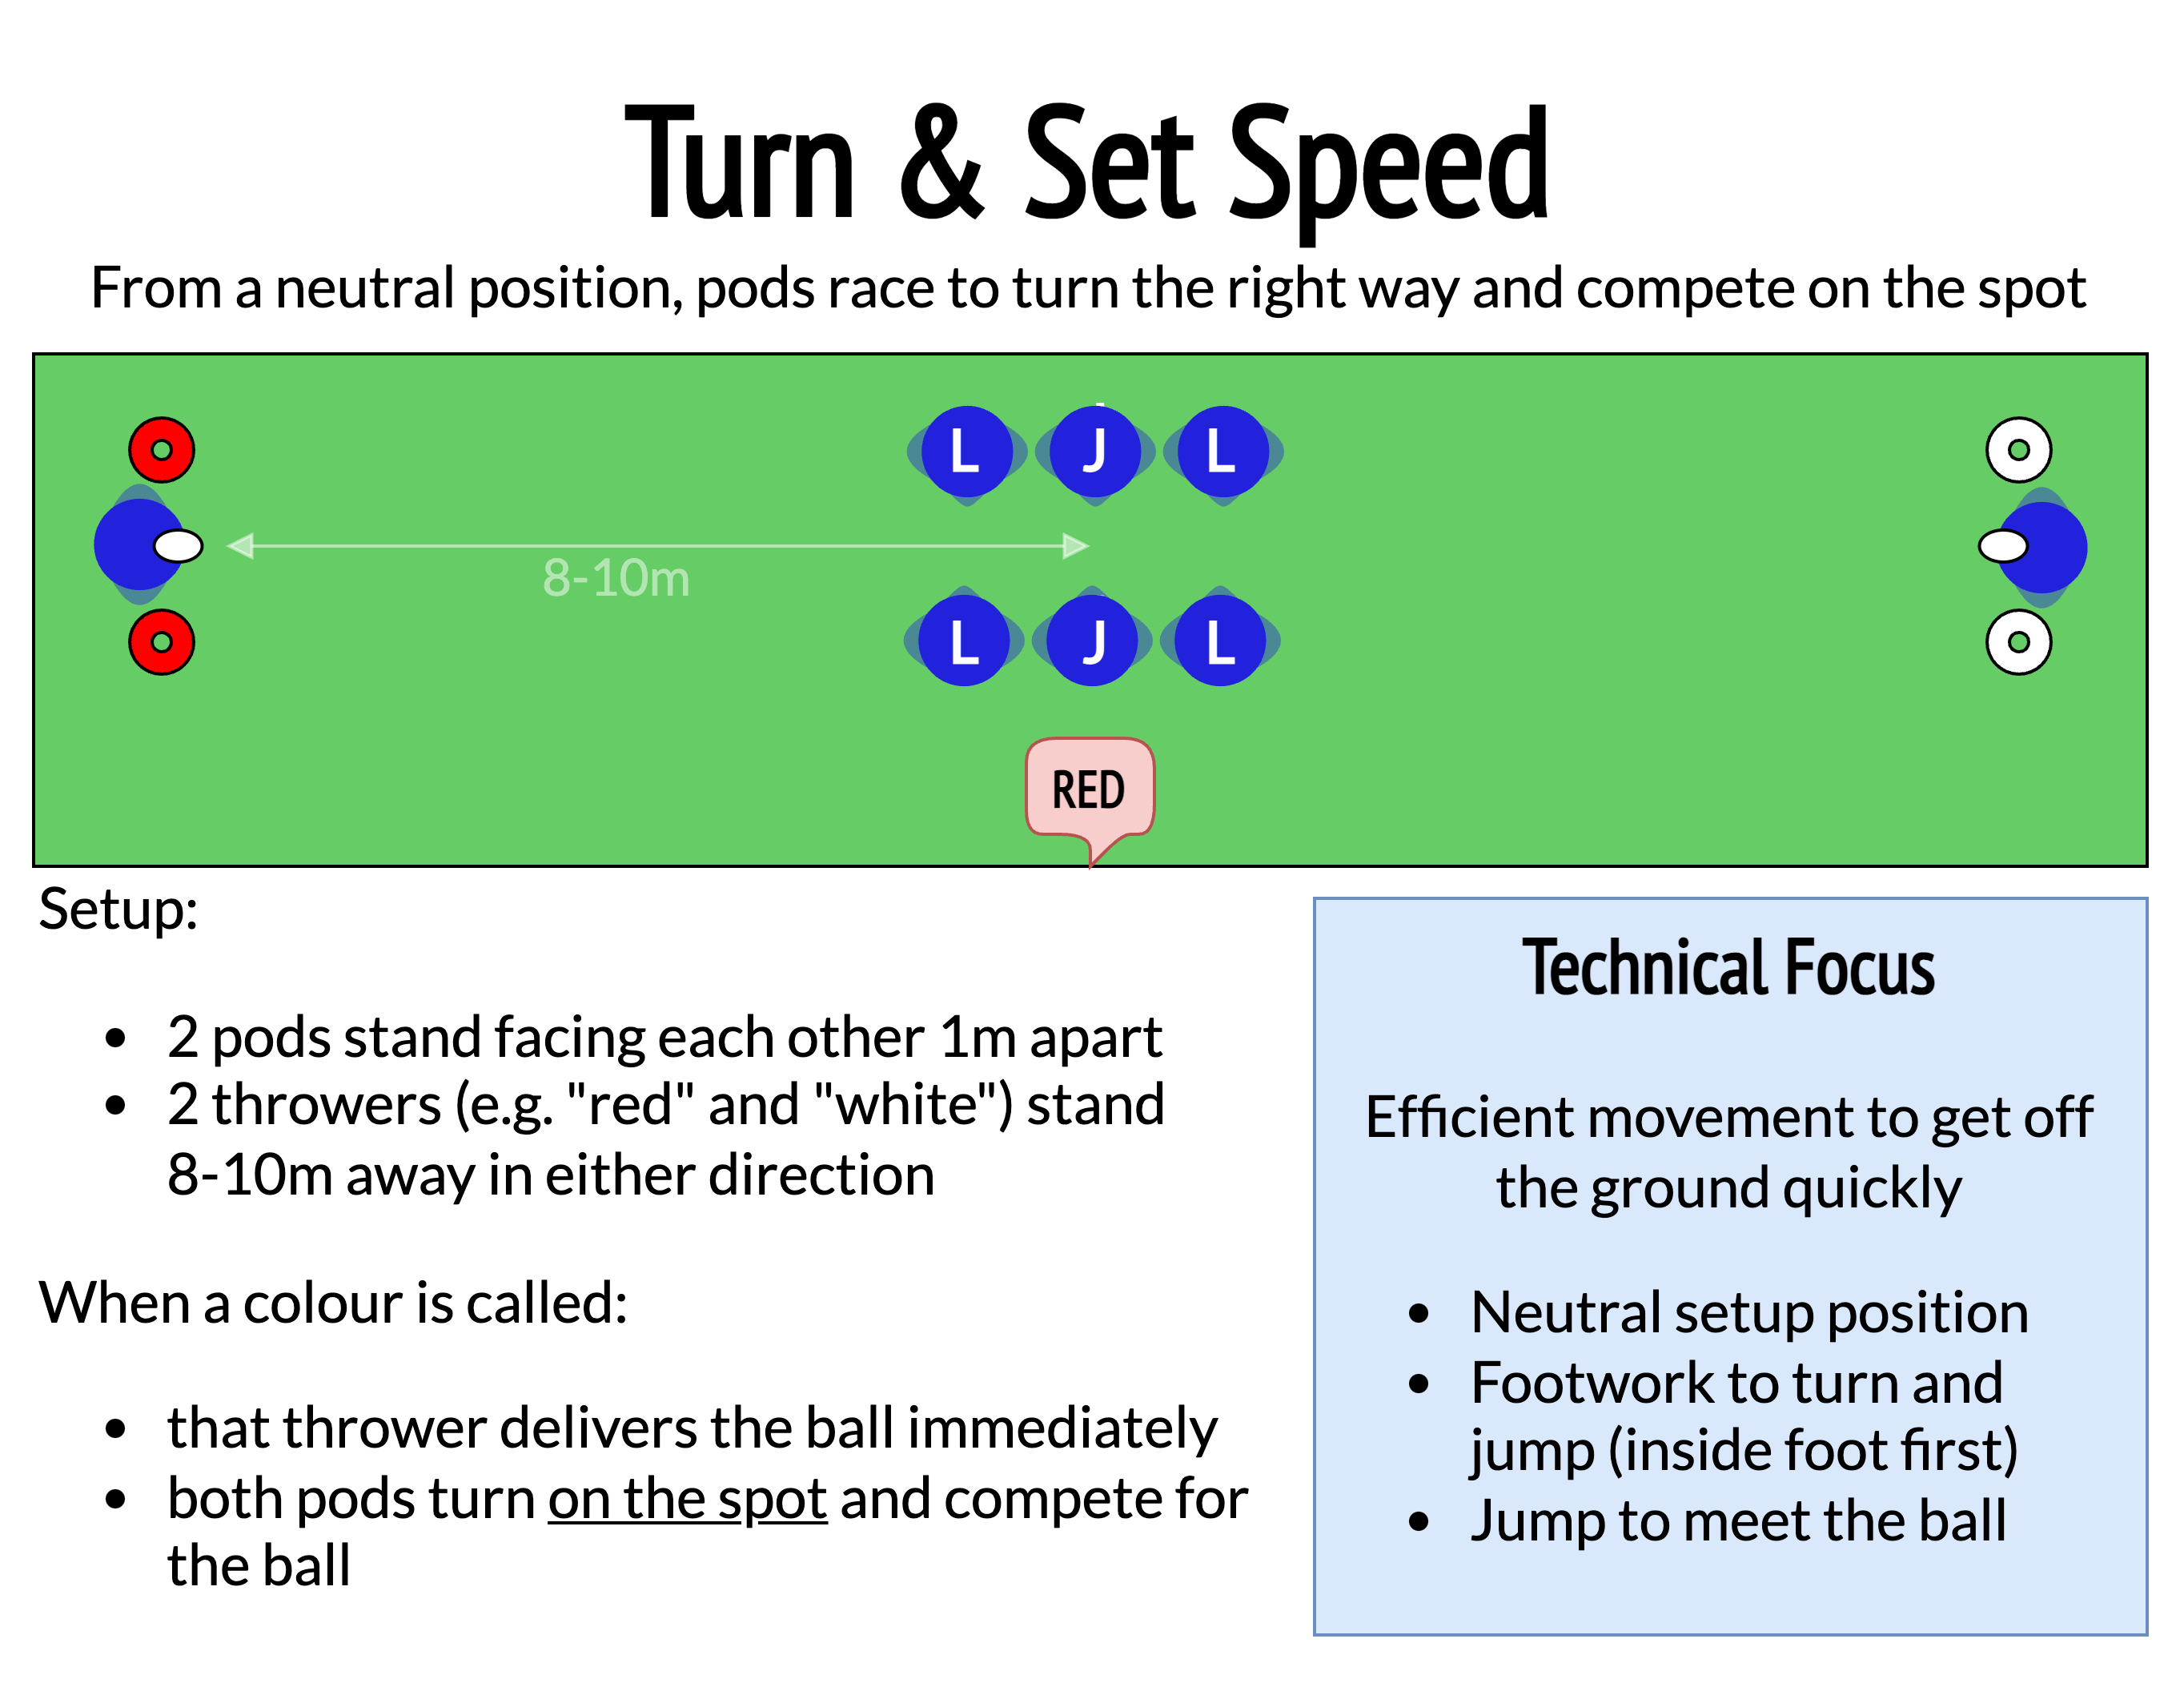 Turn & Set Speed
From a neutral position, pods race to turn the right way and compete on the spot
L J L
8-10m
L J L
RED
Setup:
• 2 pods stand facing each other 1m apart
• 2 throwers (e.g. "red" and "white") stand
8-10m away in either direction
When a colour is called:
• that thrower delivers the ball immediately
• both pods turn on the spot and compete for
the ball
Technical Focus
Efficient movement to get off
the ground quickly
• Neutral setup position
• Footwork to turn and
jump (inside foot first)
• Jump to meet the ball